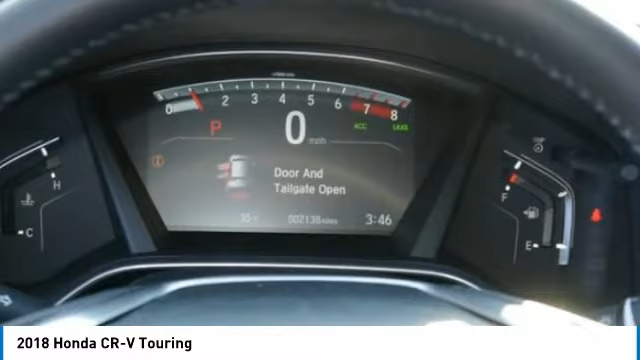 0 2 3 4 5 6 7 8
P 0 mph ACC LKAS
Door And
Tailgate Open
002138 miles 3:46
H
C
F
E
2018 Honda CR-V Touring